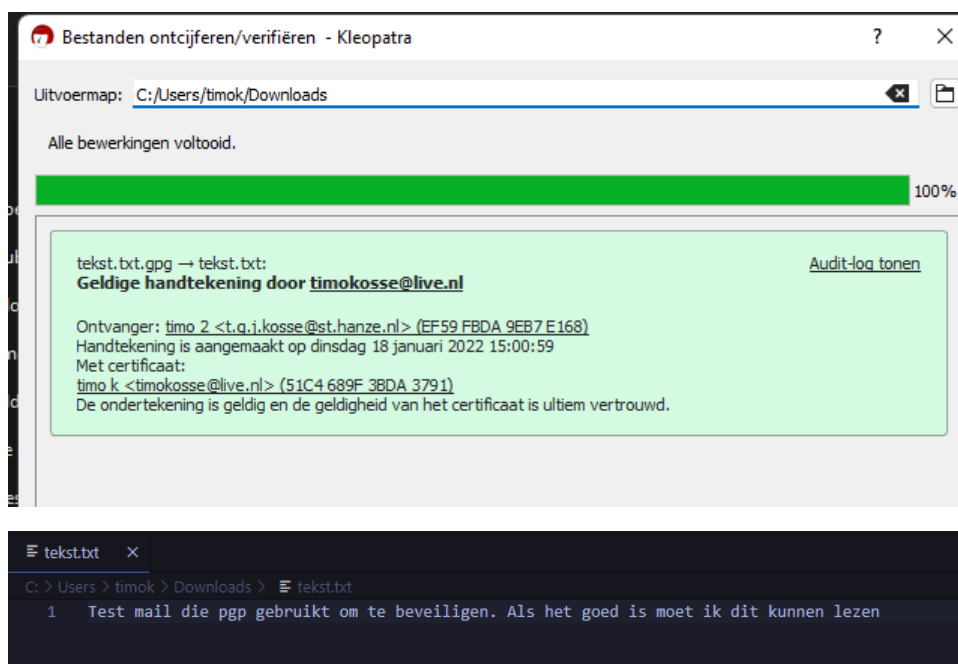 Bestanden ontcijferen/verifiëren - Kleopatra ?
Uitvoermap: C:/Users/timok/Downloads
Alle bewerkingen voltooid.
100%
tekst.txt.gpg → tekst.txt: Audit-log tonen
Geldige handtekening door timokosse@live.nl
Ontvanger: timo 2 <t.g.j.kosse@st.hanze.nl> (EF59 FBDA 9EB7 E168)
Handtekening is aangemaakt op dinsdag 18 januari 2022 15:00:59
Met certificaat:
timo k <timokosse@live.nl> (51C4 689F 3BDA 3791)
De ondertekening is geldig en de geldigheid van het certificaat is ultiem vertrouwd.
tekst.txt
C: > Users > timok > Downloads > tekst.txt
1 Test mail die pgp gebruikt om te beveiligen. Als het goed is moet ik dit kunnen lezen